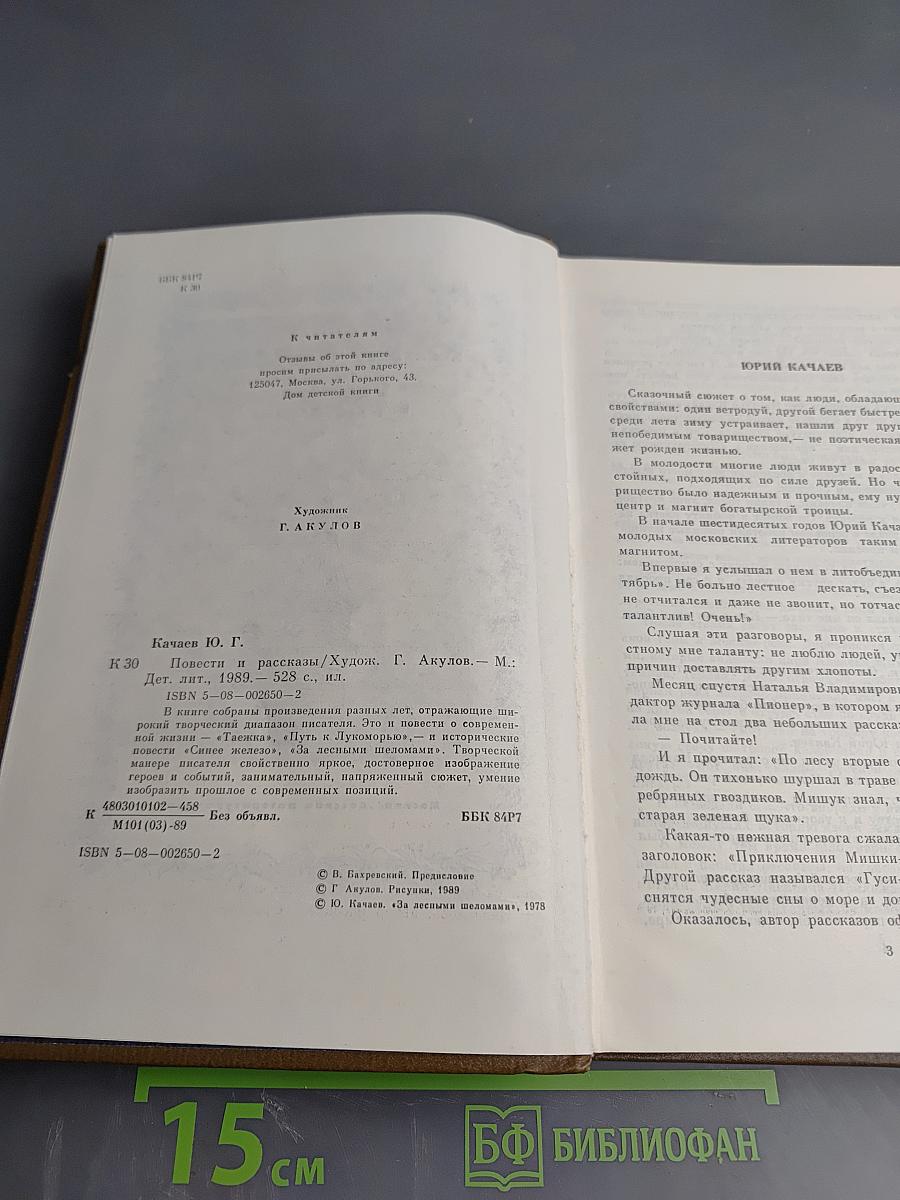 ББК 84Р7
К 30
К читателям
Отзывы об этой книге
просим присылать по адресу:
125047, Москва, ул. Горького, 43.
Дом детской книги
Художник
Г. АКУЛОВ
Качаев Ю. Г.
К 30 Повести и рассказы/Худож. Г. Акулов.— М.:
Дет. лит., 1989.— 528 с., ил.
ISBN 5—08—002650—2
В книге собраны произведения разных лет, отражающие ши-
рокий творческий диапазон писателя. Это и повести о современ-
ной жизни — «Таежка», «Путь к Лукоморью»,— и исторические
повести «Синее железо», «За лесными шеломами». Творческой
манере писателя свойственно яркое, достоверное изображение
героев и событий, занимательный, напряженный сюжет, умение
изобразить прошлое с современных позиций.
К 4803010102—458
М101(03)-89
Без объявл.
ББК 84Р7
ISBN 5—08—002650—2
© В. Бахревский. Предисловие
© Г Акулов. Рисунки, 1989
© Ю. Качаев. «За лесными шеломами», 1978
ЮРИЙ КАЧАЕВ
Сказочный сюжет о том, как люди, обладающ
свойствами: один ветродуй, другой бегает быстре
среди лета зиму устраивает, нашли друг друг
непобедимым товариществом,— не поэтическая
жет рожден жизнью.
В молодости многие люди живут в радос
стойных, подходящих по силе друзей. Но ч
рищество было надежным и прочным, ему ну
центр и магнит богатырской троицы.
В начале шестидесятых годов Юрий Кача
молодых московских литераторов таким
магнитом.
Впервые я услышал о нем в литобъедин
тябрь». Не больно лестное дескать, съез
не отчитался и даже не звонит, но тотчас
талантлив! Очень!»
Слушая эти разговоры, я проникся
стному мне таланту: не люблю людей, у
причин доставлять другим хлопоты.
Месяц спустя Наталья Владимировн
дактор журнала «Пионер», в котором я
ла мне на стол два небольших расска
— Почитайте!
И я прочитал: «По лесу вторые с
дождь. Он тихонько шуршал в траве
ребряных гвоздиков. Мишук знал, ч
старая зеленая щука».
Какая-то нежная тревога сжала
заголовок: «Приключения Мишки-
Другой рассказ назывался «Гуси-
снятся чудесные сны о море и до
Оказалось, автор рассказов оф
3
15 см
БФ БИБЛИОФАН